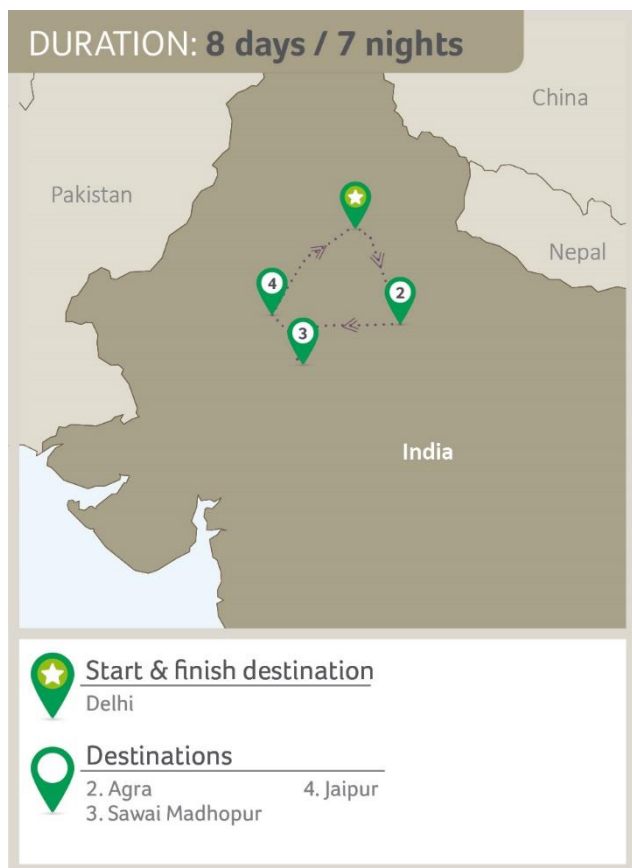 DURATION: 8 days / 7 nights
China
Pakistan
Nepal
4
2
3
India
Start & finish destination
Delhi
Destinations
2. Agra 4. Jaipur
3. Sawai Madhopur